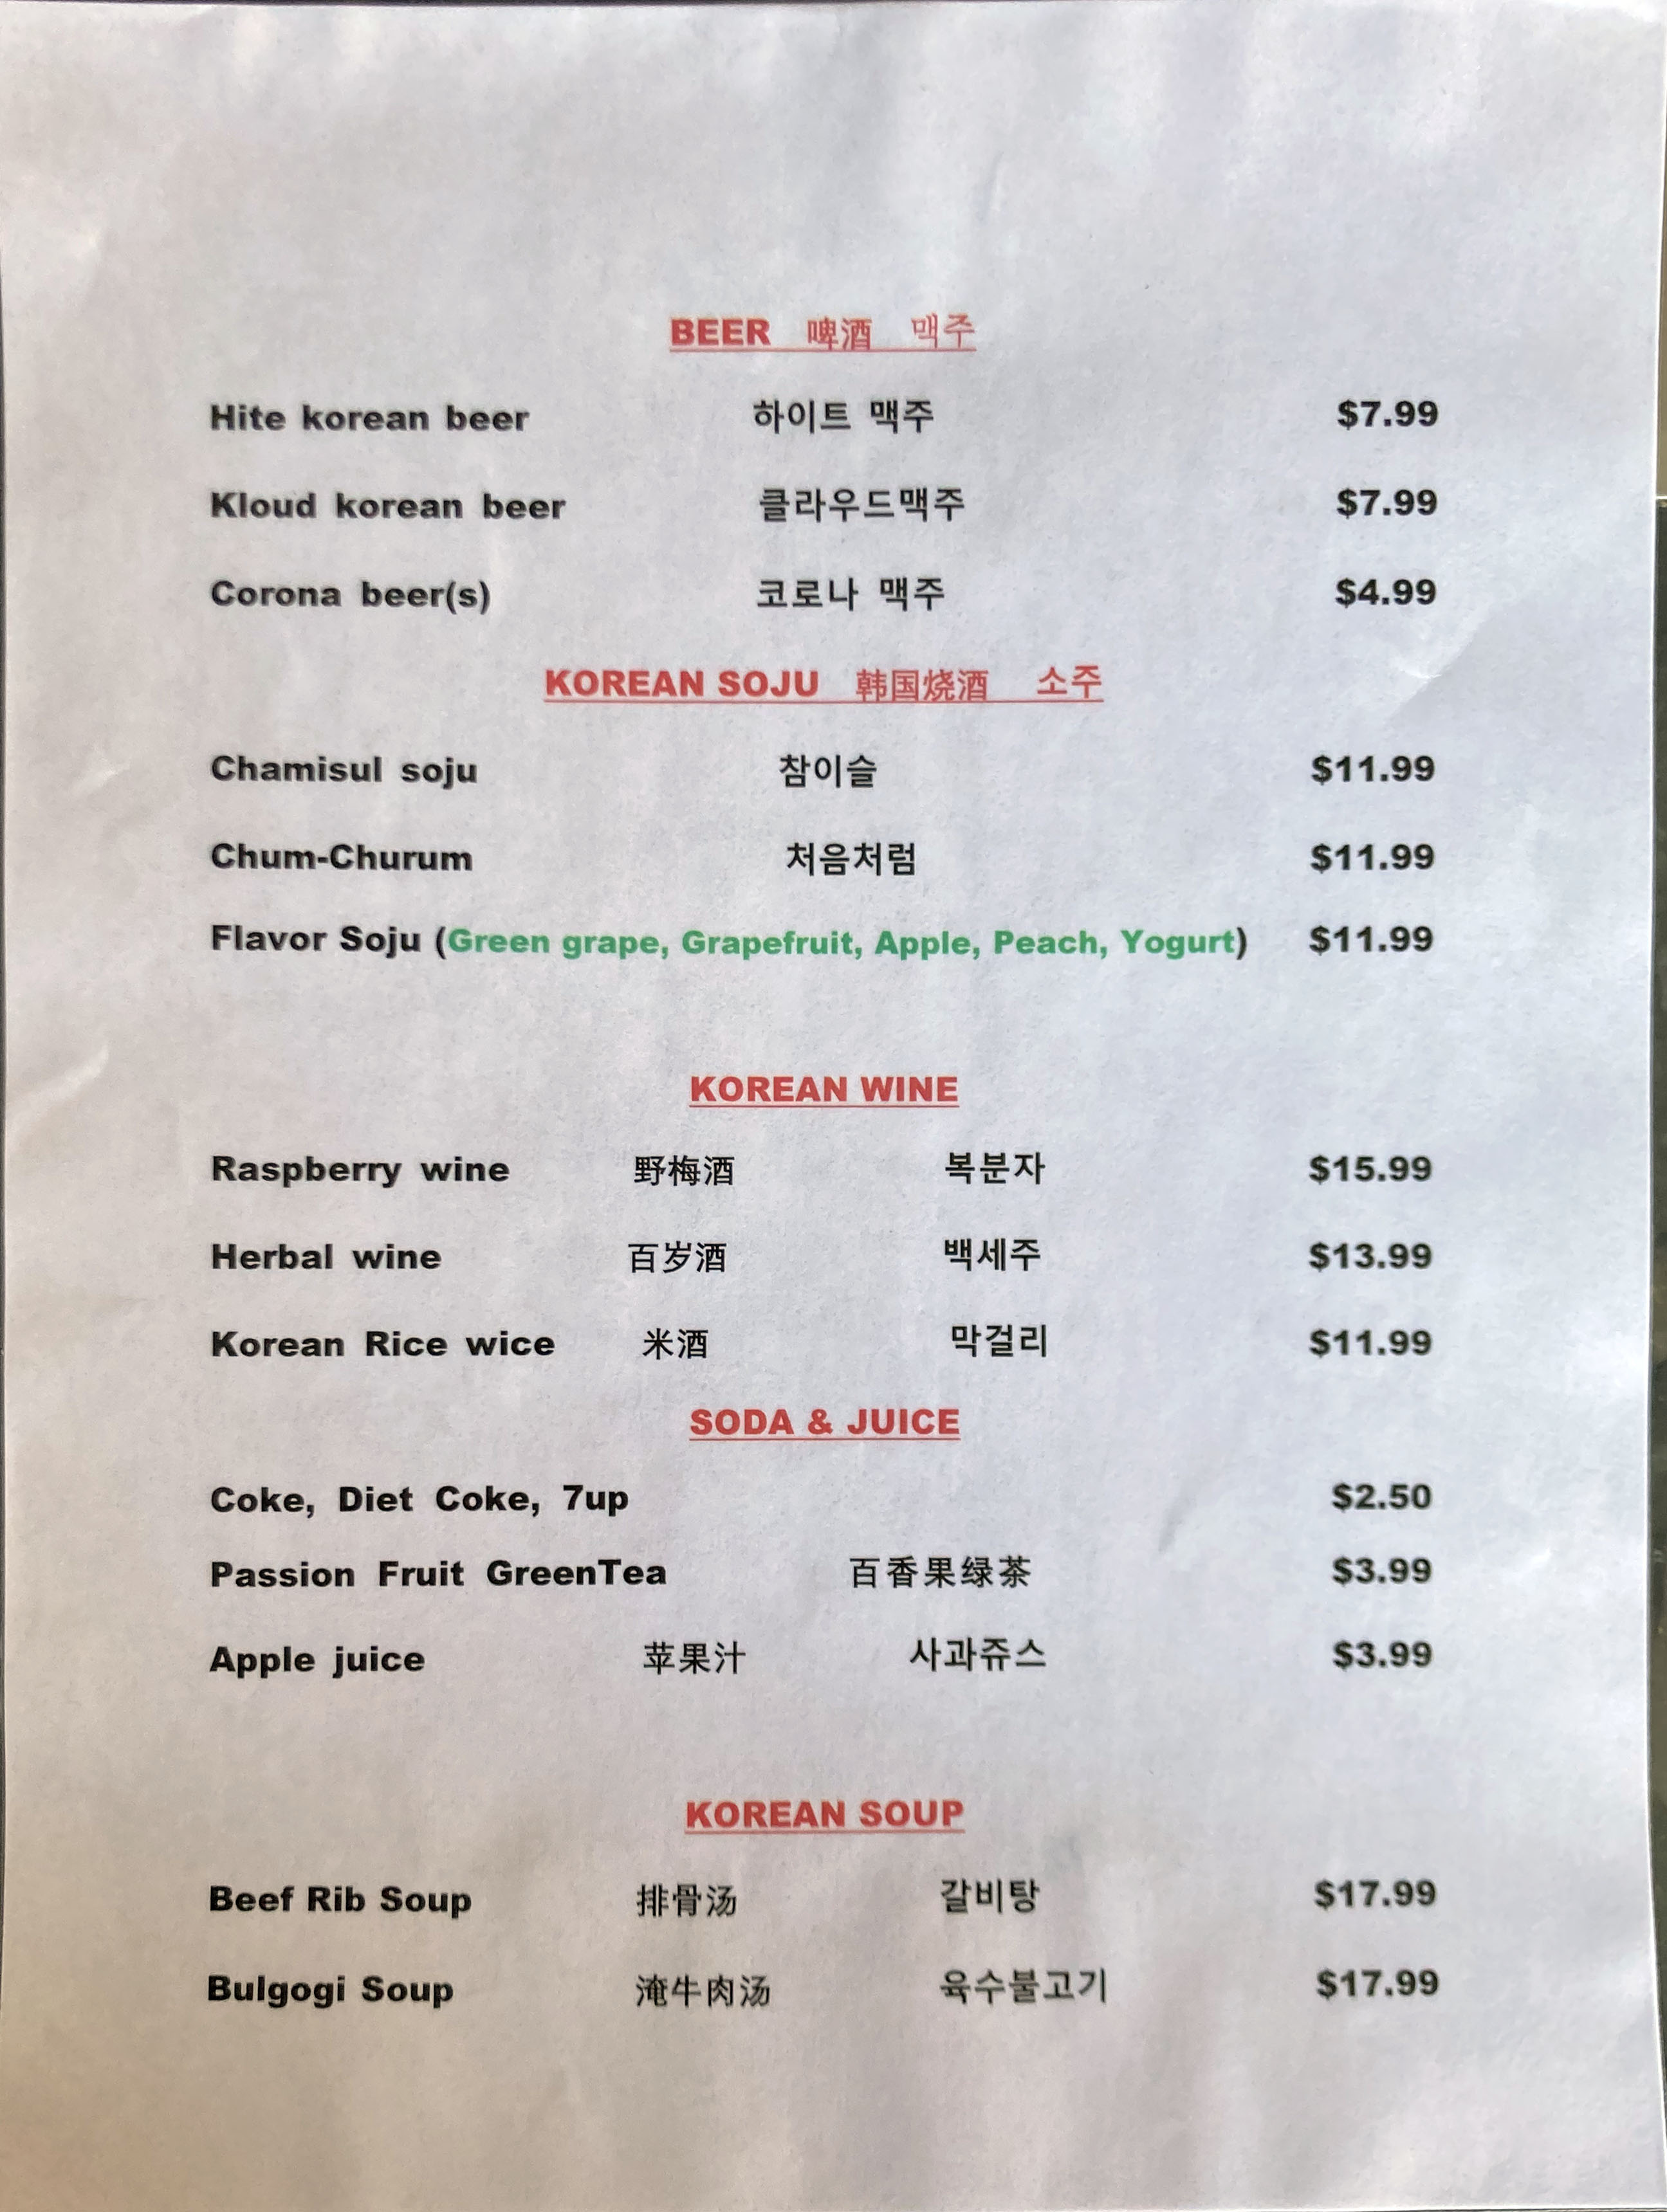 BEER 啤酒 맥주
Hite korean beer 하이트 맥주 $7.99
Kloud korean beer 클라우드맥주 $7.99
Corona beer(s) 코로나 맥주 $4.99
KOREAN SOJU 韩国烧酒 소주
Chamisul soju 참이슬 $11.99
Chum-Churum 처음처럼 $11.99
Flavor Soju (Green grape, Grapefruit, Apple, Peach, Yogurt) $11.99
KOREAN WINE
Raspberry wine 野梅酒 복분자 $15.99
Herbal wine 百岁酒 백세주 $13.99
Korean Rice wice 米酒 막걸리 $11.99
SODA & JUICE
Coke, Diet Coke, 7up $2.50
Passion Fruit GreenTea 百香果绿茶 $3.99
Apple juice 苹果汁 사과쥬스 $3.99
KOREAN SOUP
Beef Rib Soup 排骨汤 갈비탕 $17.99
Bulgogi Soup 淹牛肉汤 육수불고기 $17.99